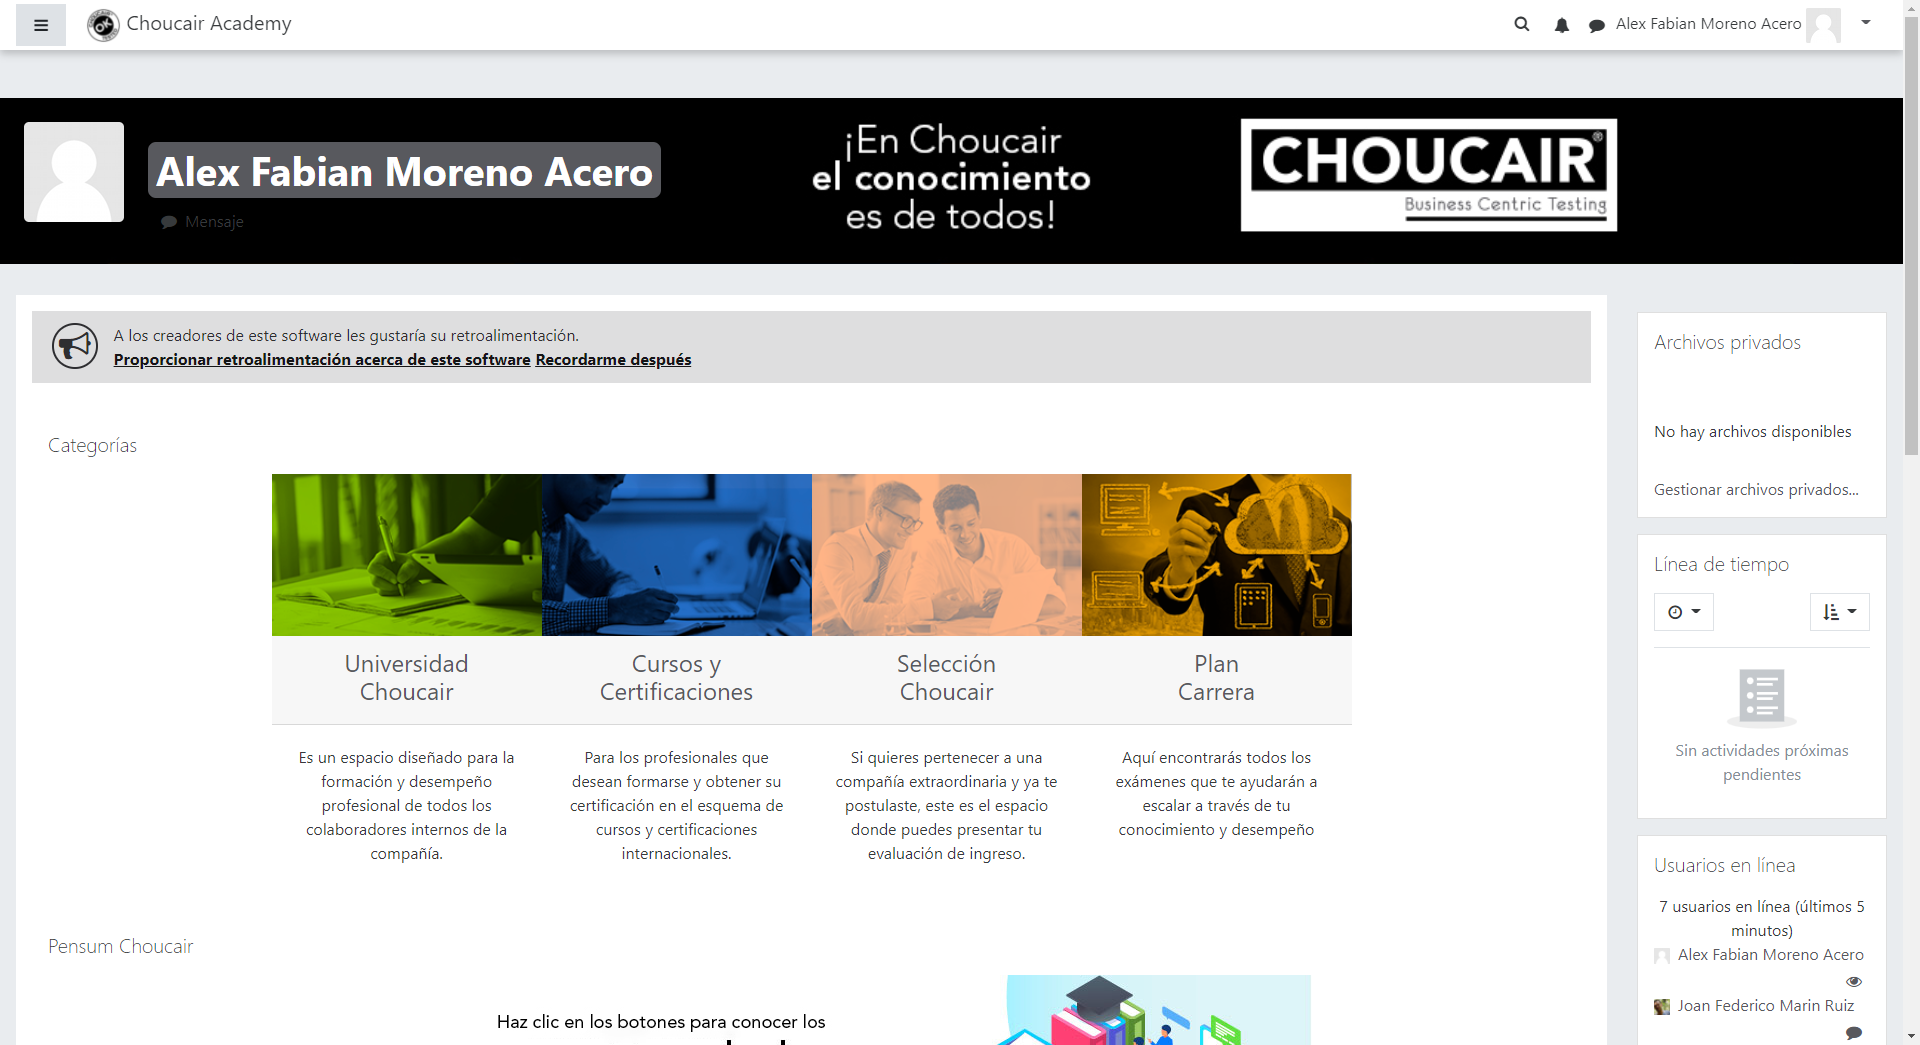 Choucair Academy
Alex Fabian Moreno Acero
Alex Fabian Moreno Acero
Mensaje
¡En Choucair
el conocimiento
es de todos!
CHOUCAIR®
Business Centric Testing
A los creadores de este software les gustaría su retroalimentación.
Proporcionar retroalimentación acerca de este software Recordarme después
Categorías
Universidad
Choucair
Es un espacio diseñado para la
formación y desempeño
profesional de todos los
colaboradores internos de la
compañía.
Cursos y
Certificaciones
Para los profesionales que
desean formarse y obtener su
certificación en el esquema de
cursos y certificaciones
internacionales.
Selección
Choucair
Si quieres pertenecer a una
compañía extraordinaria y ya te
postulaste, este es el espacio
donde puedes presentar tu
evaluación de ingreso.
Plan
Carrera
Aquí encontrarás todos los
exámenes que te ayudarán a
escalar a través de tu
conocimiento y desempeño
Pensum Choucair
Haz clic en los botones para conocer los
Archivos privados
No hay archivos disponibles
Gestionar archivos privados...
Línea de tiempo
Sin actividades próximas
pendientes
Usuarios en línea
7 usuarios en línea (últimos 5
minutos)
Alex Fabian Moreno Acero
Joan Federico Marin Ruiz